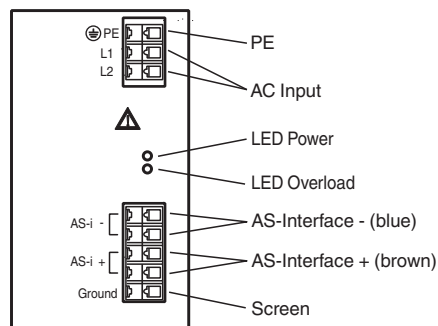 PE
PE
L1
L2
AC Input
LED Power
LED Overload
AS-i -
AS-Interface - (blue)
AS-i +
AS-Interface + (brown)
Ground
Screen